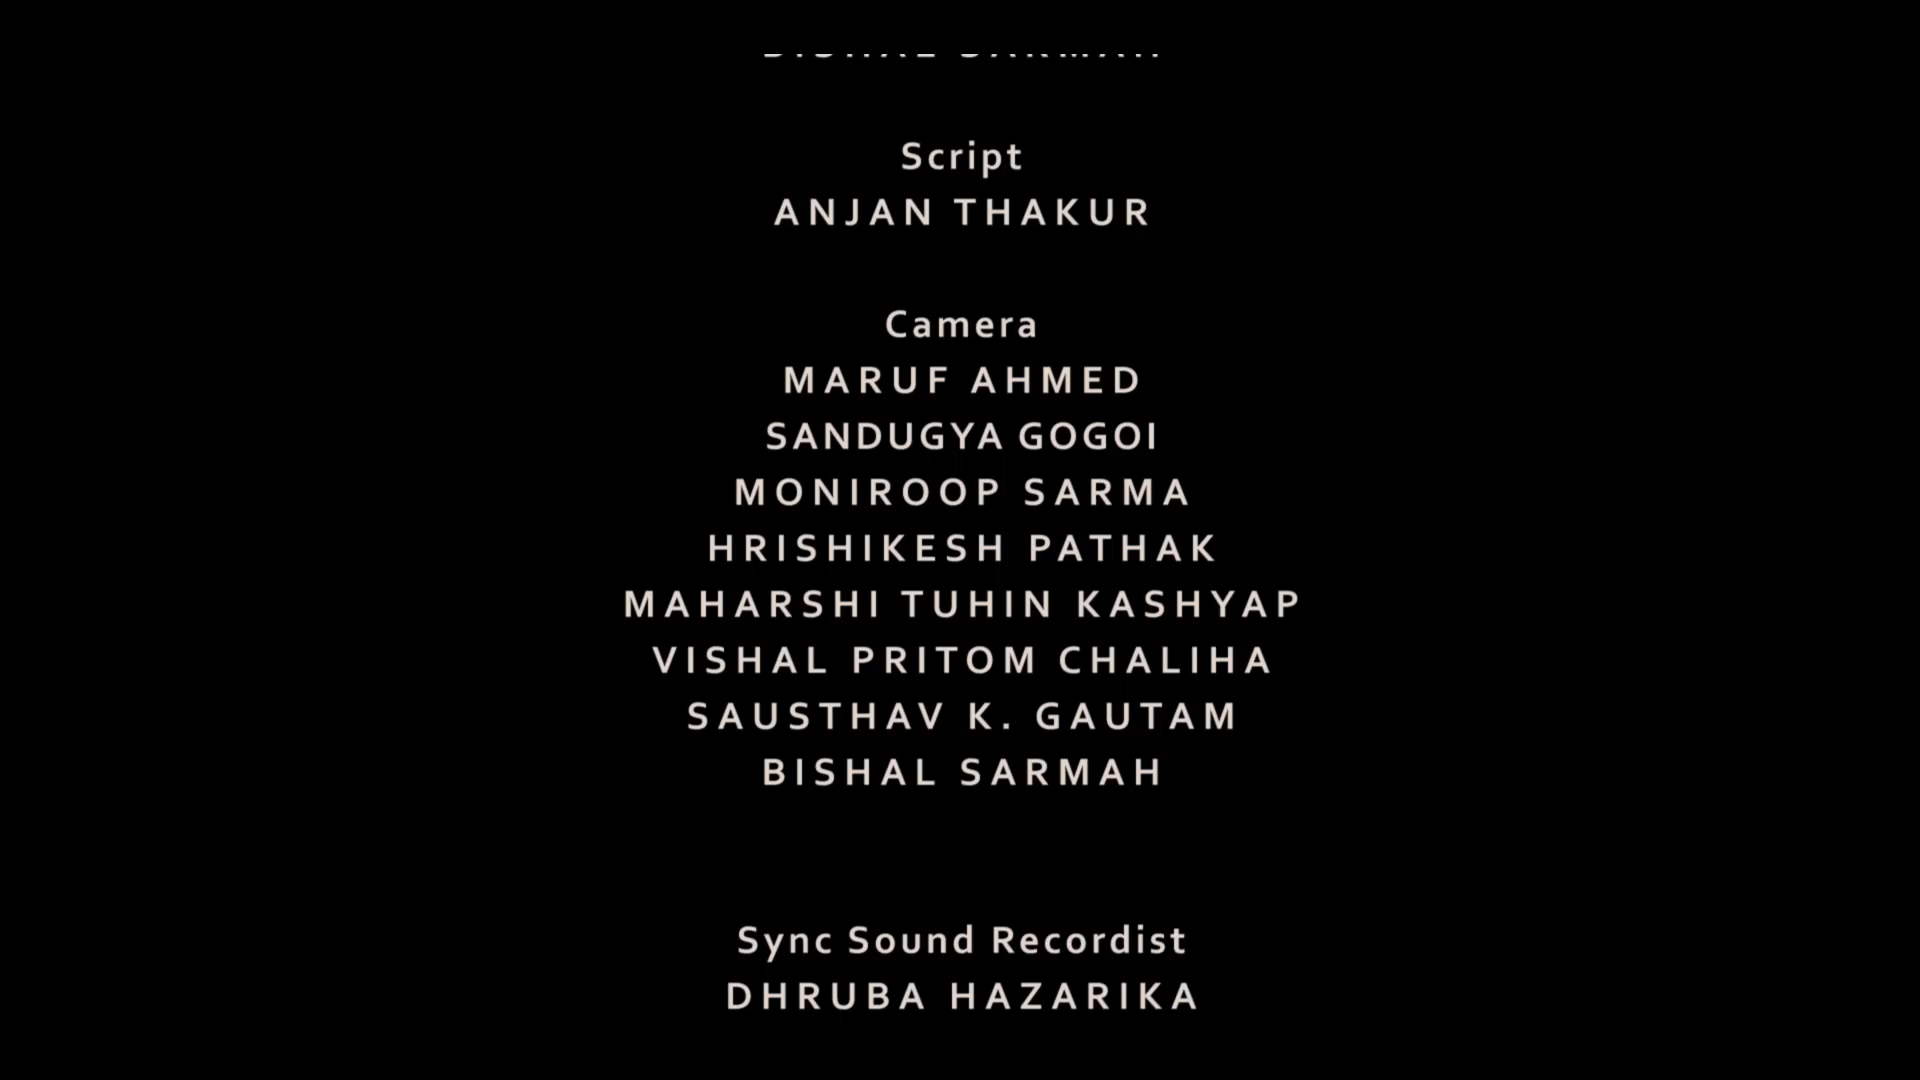 Script
ANJAN THAKUR
Camera
MARUF AHMED
SANDUGYA GOGOI
MONIROOP SARMA
HRISHIKESH PATHAK
MAHARSHI TUHIN KASHYAP
VISHAL PRITOM CHALIHA
SAUSTHAV K. GAUTAM
BISHAL SARMAH
Sync Sound Recordist
DHRUBA HAZARIKA